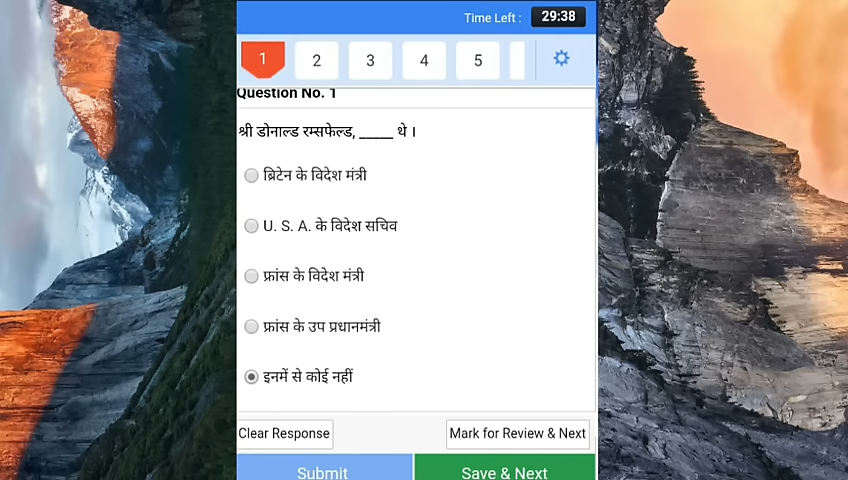 Time Left : 29:38
1 2 3 4 5
Question No. 1
श्री डोनाल्ड रम्सफेल्ड, _____ थे ।
ब्रिटेन के विदेश मंत्री
U. S. A. के विदेश सचिव
फ्रांस के विदेश मंत्री
फ्रांस के उप प्रधानमंत्री
इनमें से कोई नहीं
Clear Response Mark for Review & Next
Submit Save & Next